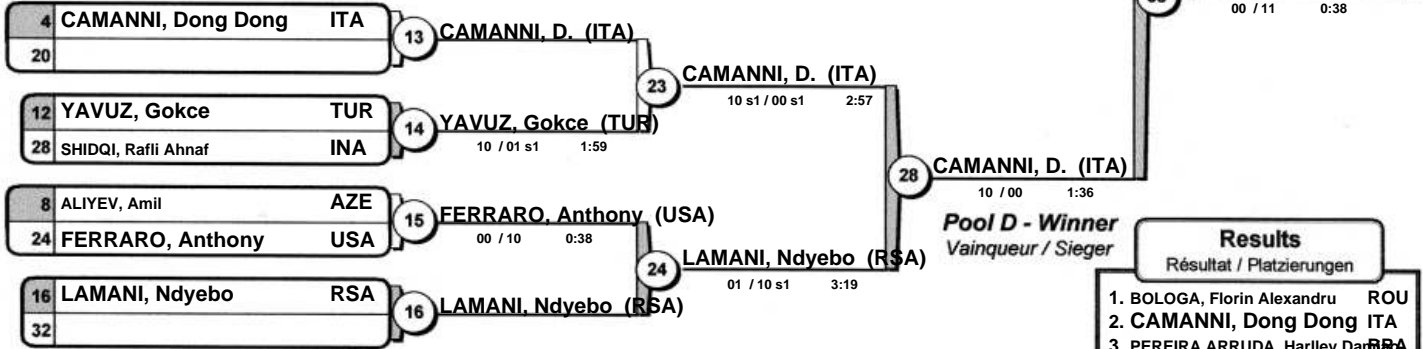 00 / 11 0:38
4 CAMANNI, Dong Dong ITA
20
13 CAMANNI, D. (ITA)
12 YAVUZ, Gokce TUR
28 SHIDQI, Rafli Ahnaf INA
14 YAVUZ, Gokce (TUR)
10 / 01 s1 1:59
23 CAMANNI, D. (ITA)
10 s1 / 00 s1 2:57
8 ALIYEV, Amil AZE
24 FERRARO, Anthony USA
15 FERRARO, Anthony (USA)
00 / 10 0:38
16 LAMANI, Ndyebo RSA
32
16 LAMANI, Ndyebo (RSA)
24 LAMANI, Ndyebo (RSA)
01 / 10 s1 3:19
28 CAMANNI, D. (ITA)
10 / 00 1:36
Pool D - Winner
Vainqueur / Sieger
Results
Résultat / Platzierungen
1. BOLOGA, Florin Alexandru ROU
2. CAMANNI, Dong Dong ITA
3. PEREIRA ARRUDA, Harlley